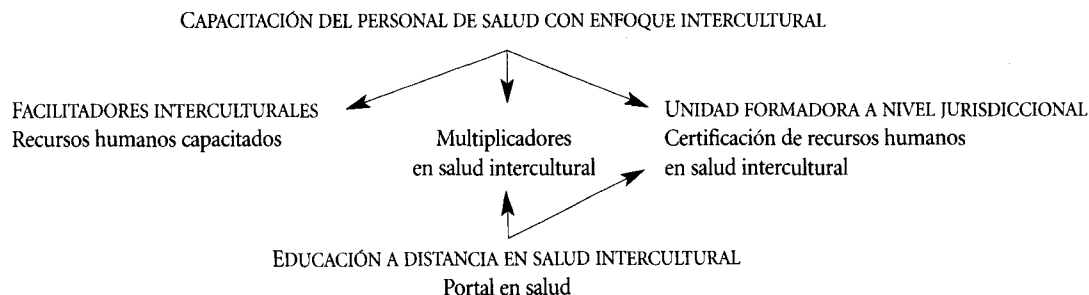 CAPACITACIÓN DEL PERSONAL DE SALUD CON ENFOQUE INTERCULTURAL
FACILITADORES INTERCULTURALES
Recursos humanos capacitados
Multiplicadores
en salud intercultural
UNIDAD FORMADORA A NIVEL JURISDICCIONAL
Certificación de recursos humanos
en salud intercultural
EDUCACIÓN A DISTANCIA EN SALUD INTERCULTURAL
Portal en salud